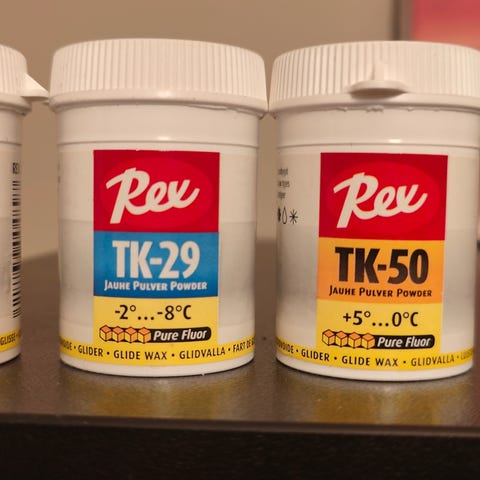 Rex
TK-29
JAUHE PULVER POWDER
-2°...-8°C
Pure Fluor
GLIDER • GLIDE WAX • GLIDVALLA • FART DE
Rex
TK-50
JAUHE PULVER POWDER
+5°...0°C
Pure Fluor
GLIDER • GLIDE WAX • GLIDVALLA